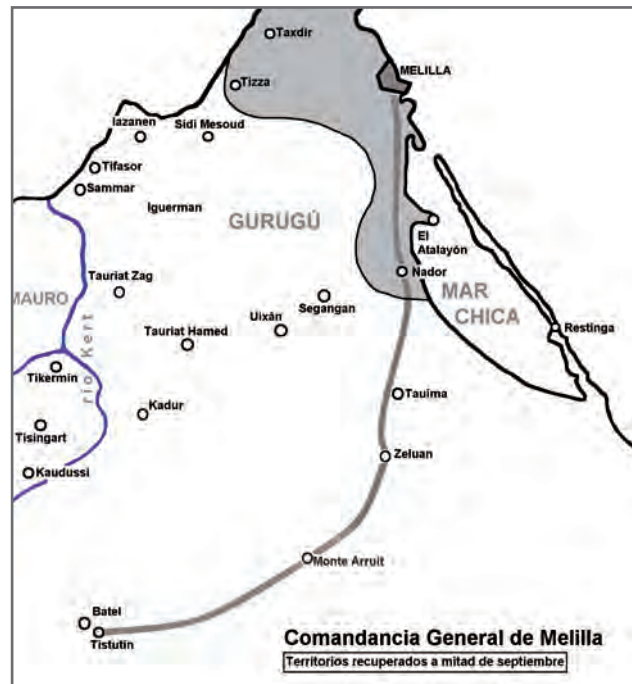 Taxdir
MELILLA
Tizza
Iazanen
Sidi Mesoud
Tifasor
Sammar
Iguerman
GURUGÚ
El
Atalayón
Nador
Tauriat Zag
MAURO
río Kert
Segangan
MAR
CHICA
Uixán
Tauriat Hamed
Restinga
Tikermin
Kadur
Tauima
Tisingart
Zeluan
Kaudussi
Monte Arruit
Batel
Tistutin
Comandancia General de Melilla
Territorios recuperados a mitad de septiembre